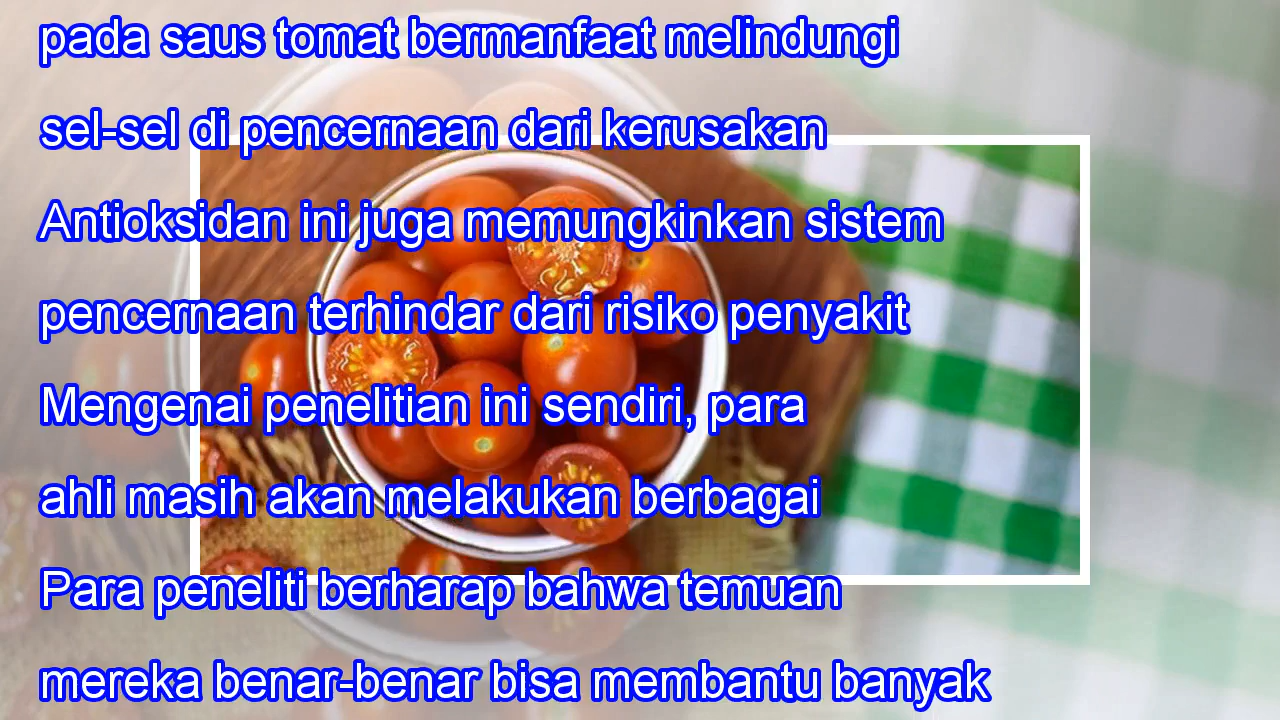 pada saus tomat bermanfaat melindungi
sel-sel di pencernaan dari kerusakan
Antioksidan ini juga memungkinkan sistem
pencernaan terhindar dari risiko penyakit
Mengenai penelitian ini sendiri, para
ahli masih akan melakukan berbagai
Para peneliti berharap bahwa temuan
mereka benar-benar bisa membantu banyak